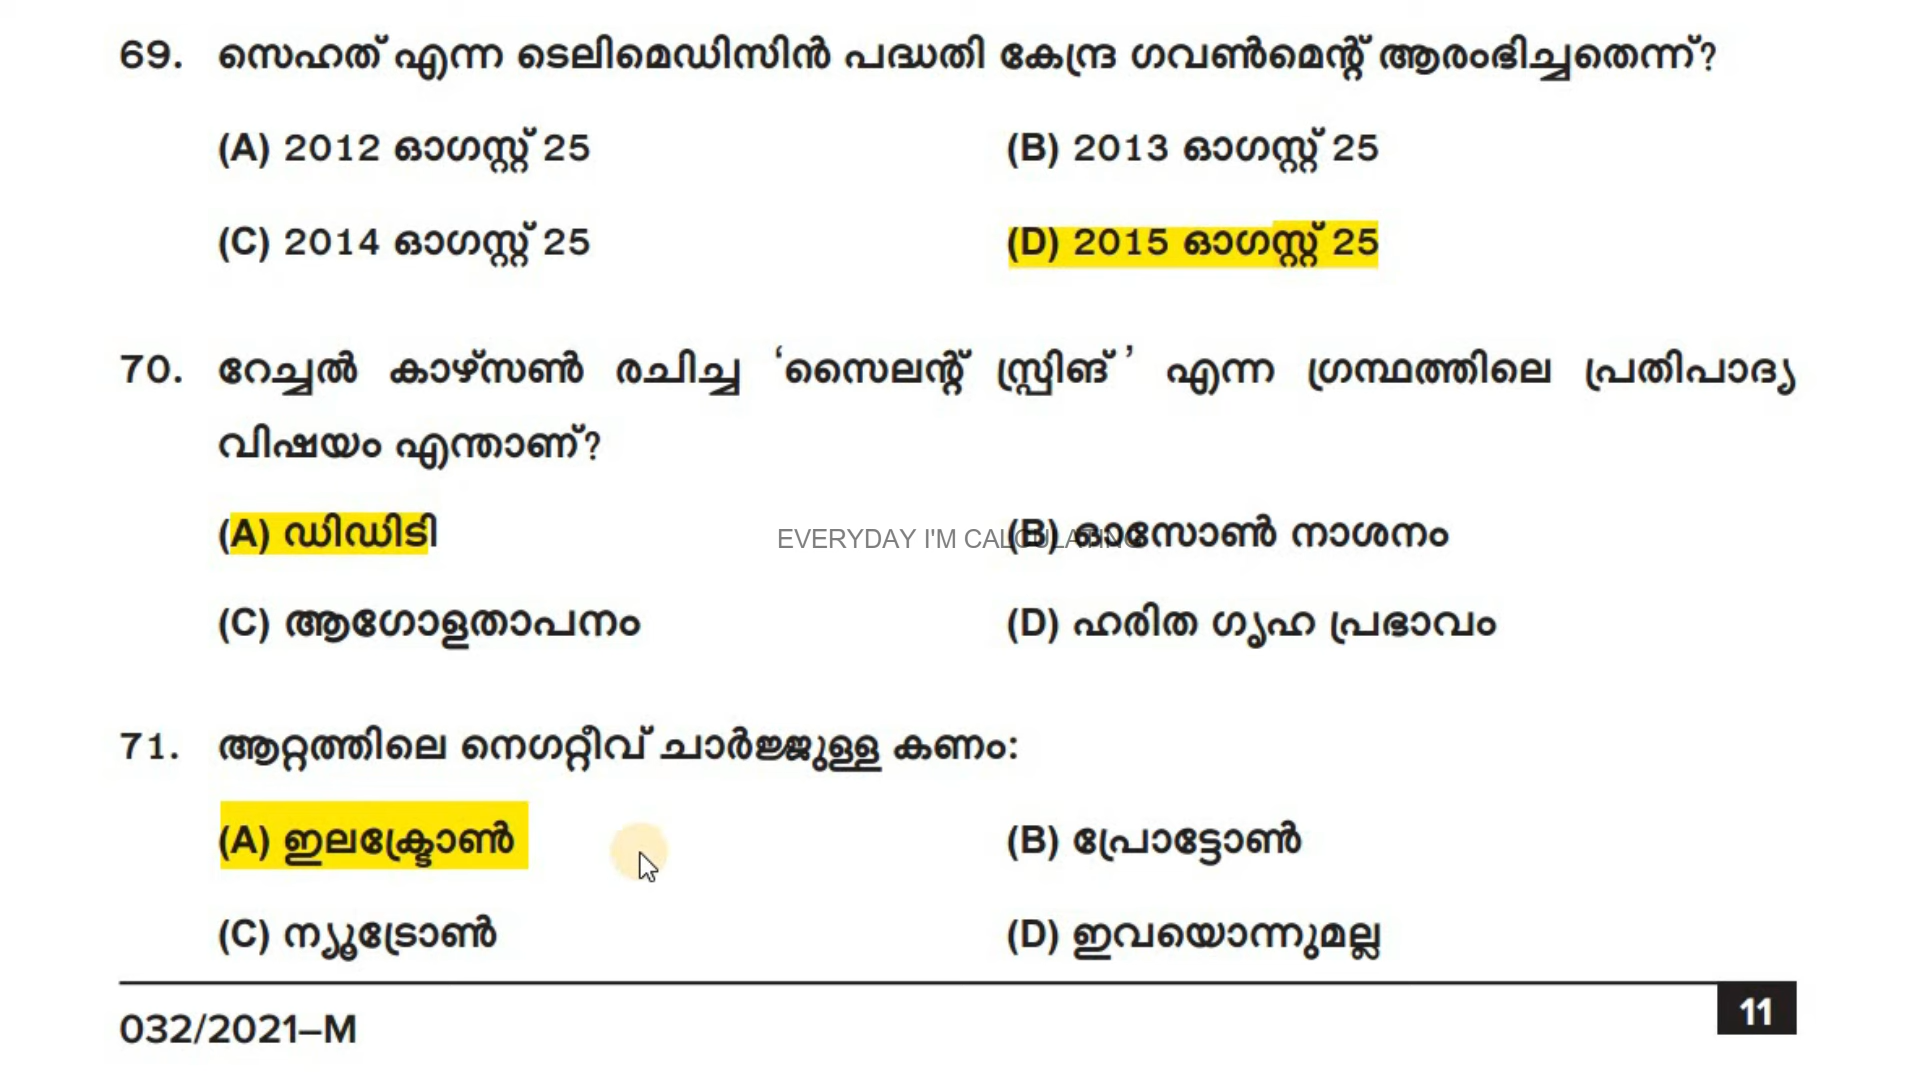 69. സെഹത് എന്ന ടെലിമെഡിസിൻ പദ്ധതി കേന്ദ്ര ഗവൺമെന്റ് ആരംഭിച്ചതെന്ന്?
(A) 2012 ഓഗസ്റ്റ് 25 (B) 2013 ഓഗസ്റ്റ് 25
(C) 2014 ഓഗസ്റ്റ് 25 (D) 2015 ഓഗസ്റ്റ് 25
70. റേച്ചൽ കാഴ്സൺ രചിച്ച ‘സൈലന്റ് സ്പ്രിങ്’ എന്ന ഗ്രന്ഥത്തിലെ പ്രതിപാദ്യ
വിഷയം എന്താണ്?
(A) ഡിഡിടി (B) ഓസോൺ നാശനം
EVERYDAY I'M CALCULATING
(C) ആഗോളതാപനം (D) ഹരിത ഗൃഹ പ്രഭാവം
71. ആറ്റത്തിലെ നെഗറ്റീവ് ചാർജ്ജുള്ള കണം:
(A) ഇലക്ട്രോൺ (B) പ്രോട്ടോൺ
(C) ന്യൂട്രോൺ (D) ഇവയൊന്നുമല്ല
032/2021–M 11